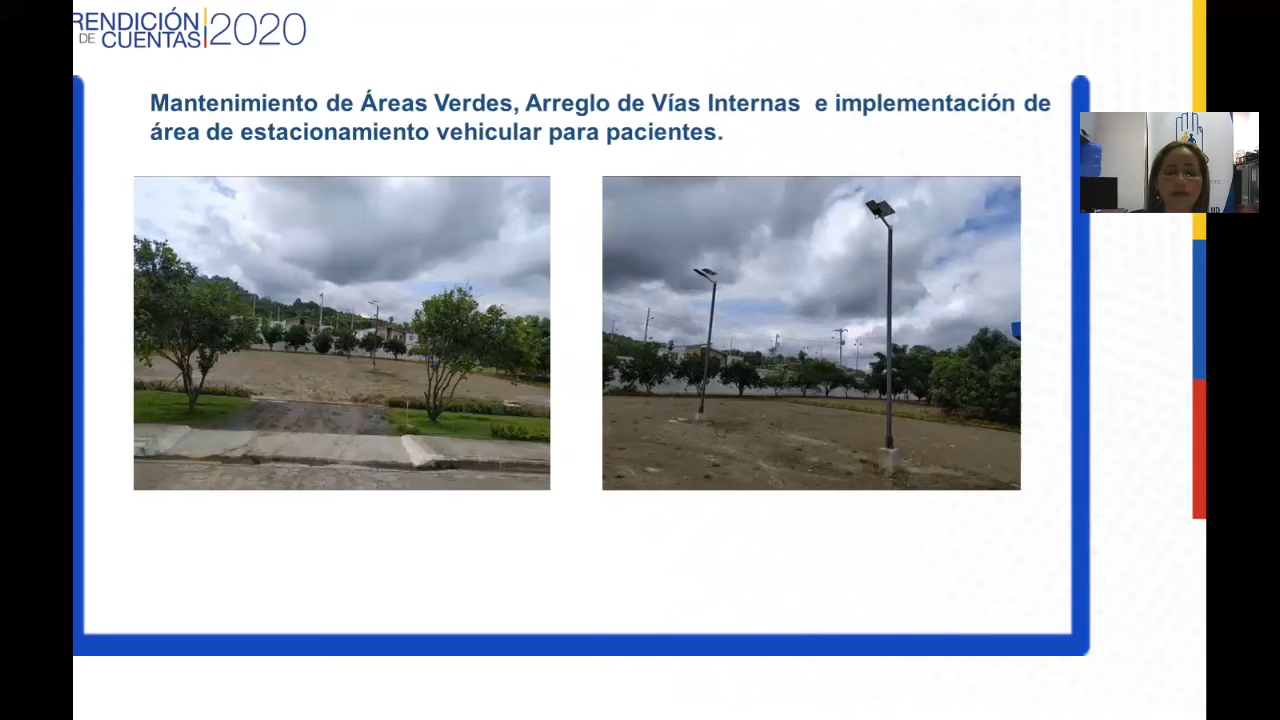 RENDICIÓN
DE CUENTAS 2020
Mantenimiento de Áreas Verdes, Arreglo de Vías Internas e implementación de
área de estacionamiento vehicular para pacientes.